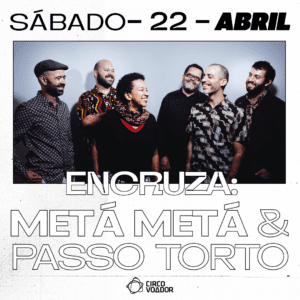 SÁBADO – 22 – ABRIL
ENCRUZA:
METÁ METÁ &
PASSO TORTO
CIRCO
VOADOR